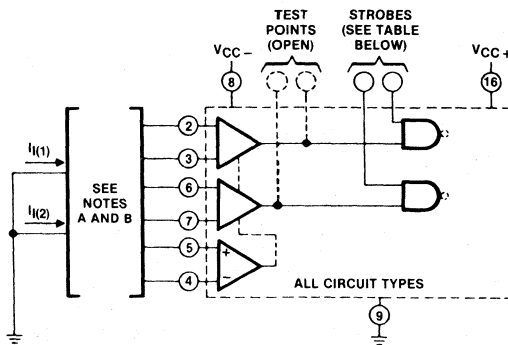 TEST
POINTS
(OPEN)
STROBES
(SEE TABLE
BELOW)
VCC−
VCC+
8
16
II(1)
II(2)
SEE
NOTES
A AND B
2
3
6
7
5
4
+
−
ALL CIRCUIT TYPES
9